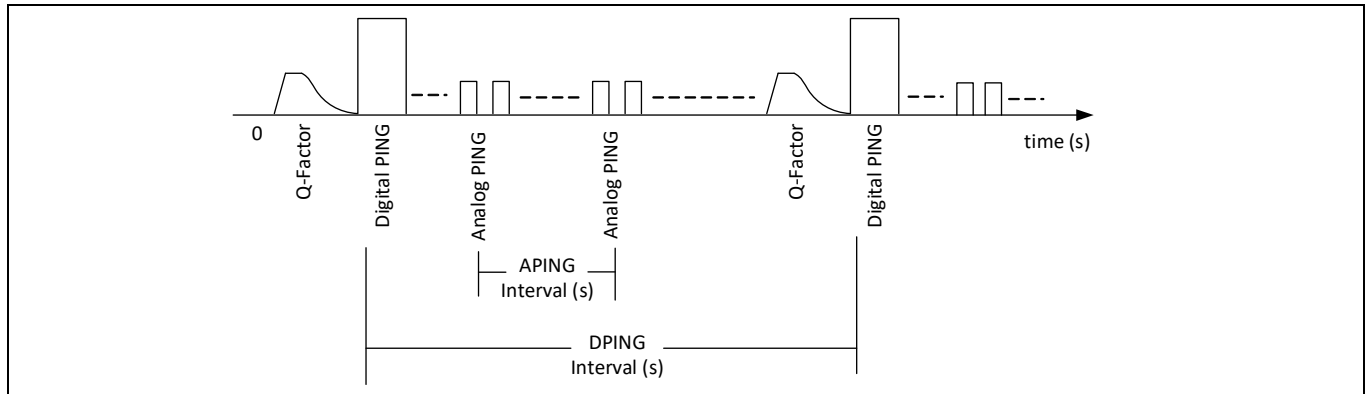 0
time (s)
Q-Factor
Digital PING
Analog PING
Analog PING
Q-Factor
Digital PING
APING
Interval (s)
DPING
Interval (s)